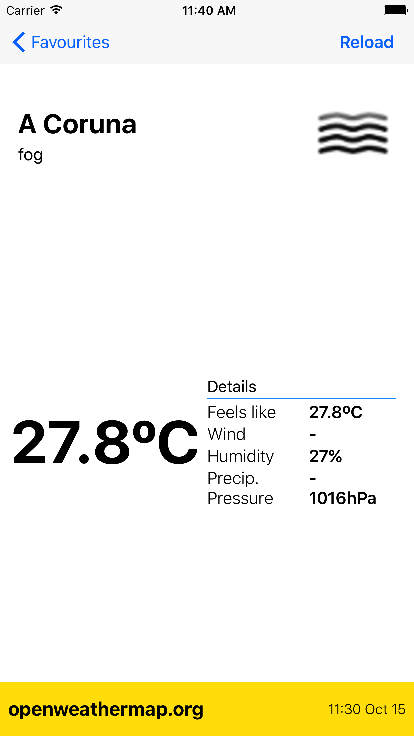 Carrier 11:40 AM
Favourites Reload
A Coruna
fog
Details
27.8ºC
Feels like 27.8ºC
Wind -
Humidity 27%
Precip. -
Pressure 1016hPa
openweathermap.org 11:30 Oct 15